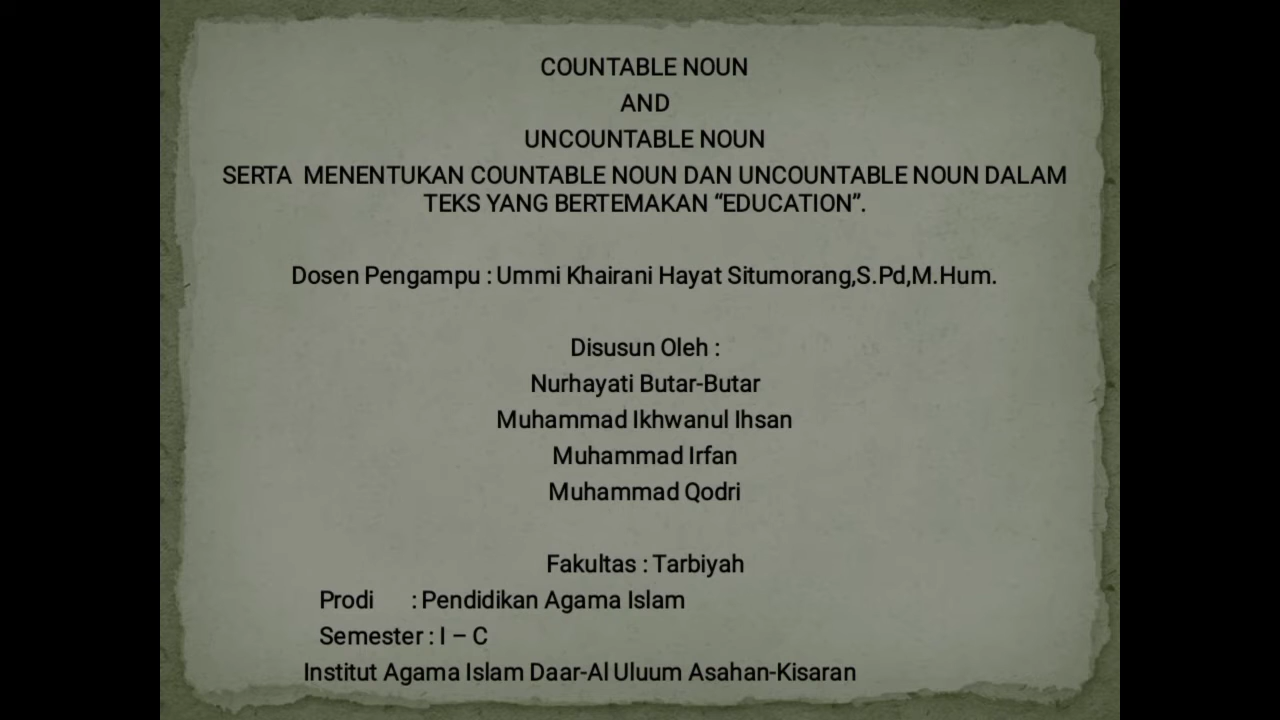 COUNTABLE NOUN
AND
UNCOUNTABLE NOUN
SERTA MENENTUKAN COUNTABLE NOUN DAN UNCOUNTABLE NOUN DALAM
TEKS YANG BERTEMAKAN “EDUCATION”.
Dosen Pengampu : Ummi Khairani Hayat Situmorang,S.Pd,M.Hum.
Disusun Oleh :
Nurhayati Butar-Butar
Muhammad Ikhwanul Ihsan
Muhammad Irfan
Muhammad Qodri
Fakultas : Tarbiyah
Prodi : Pendidikan Agama Islam
Semester : I – C
Institut Agama Islam Daar-Al Uluum Asahan-Kisaran